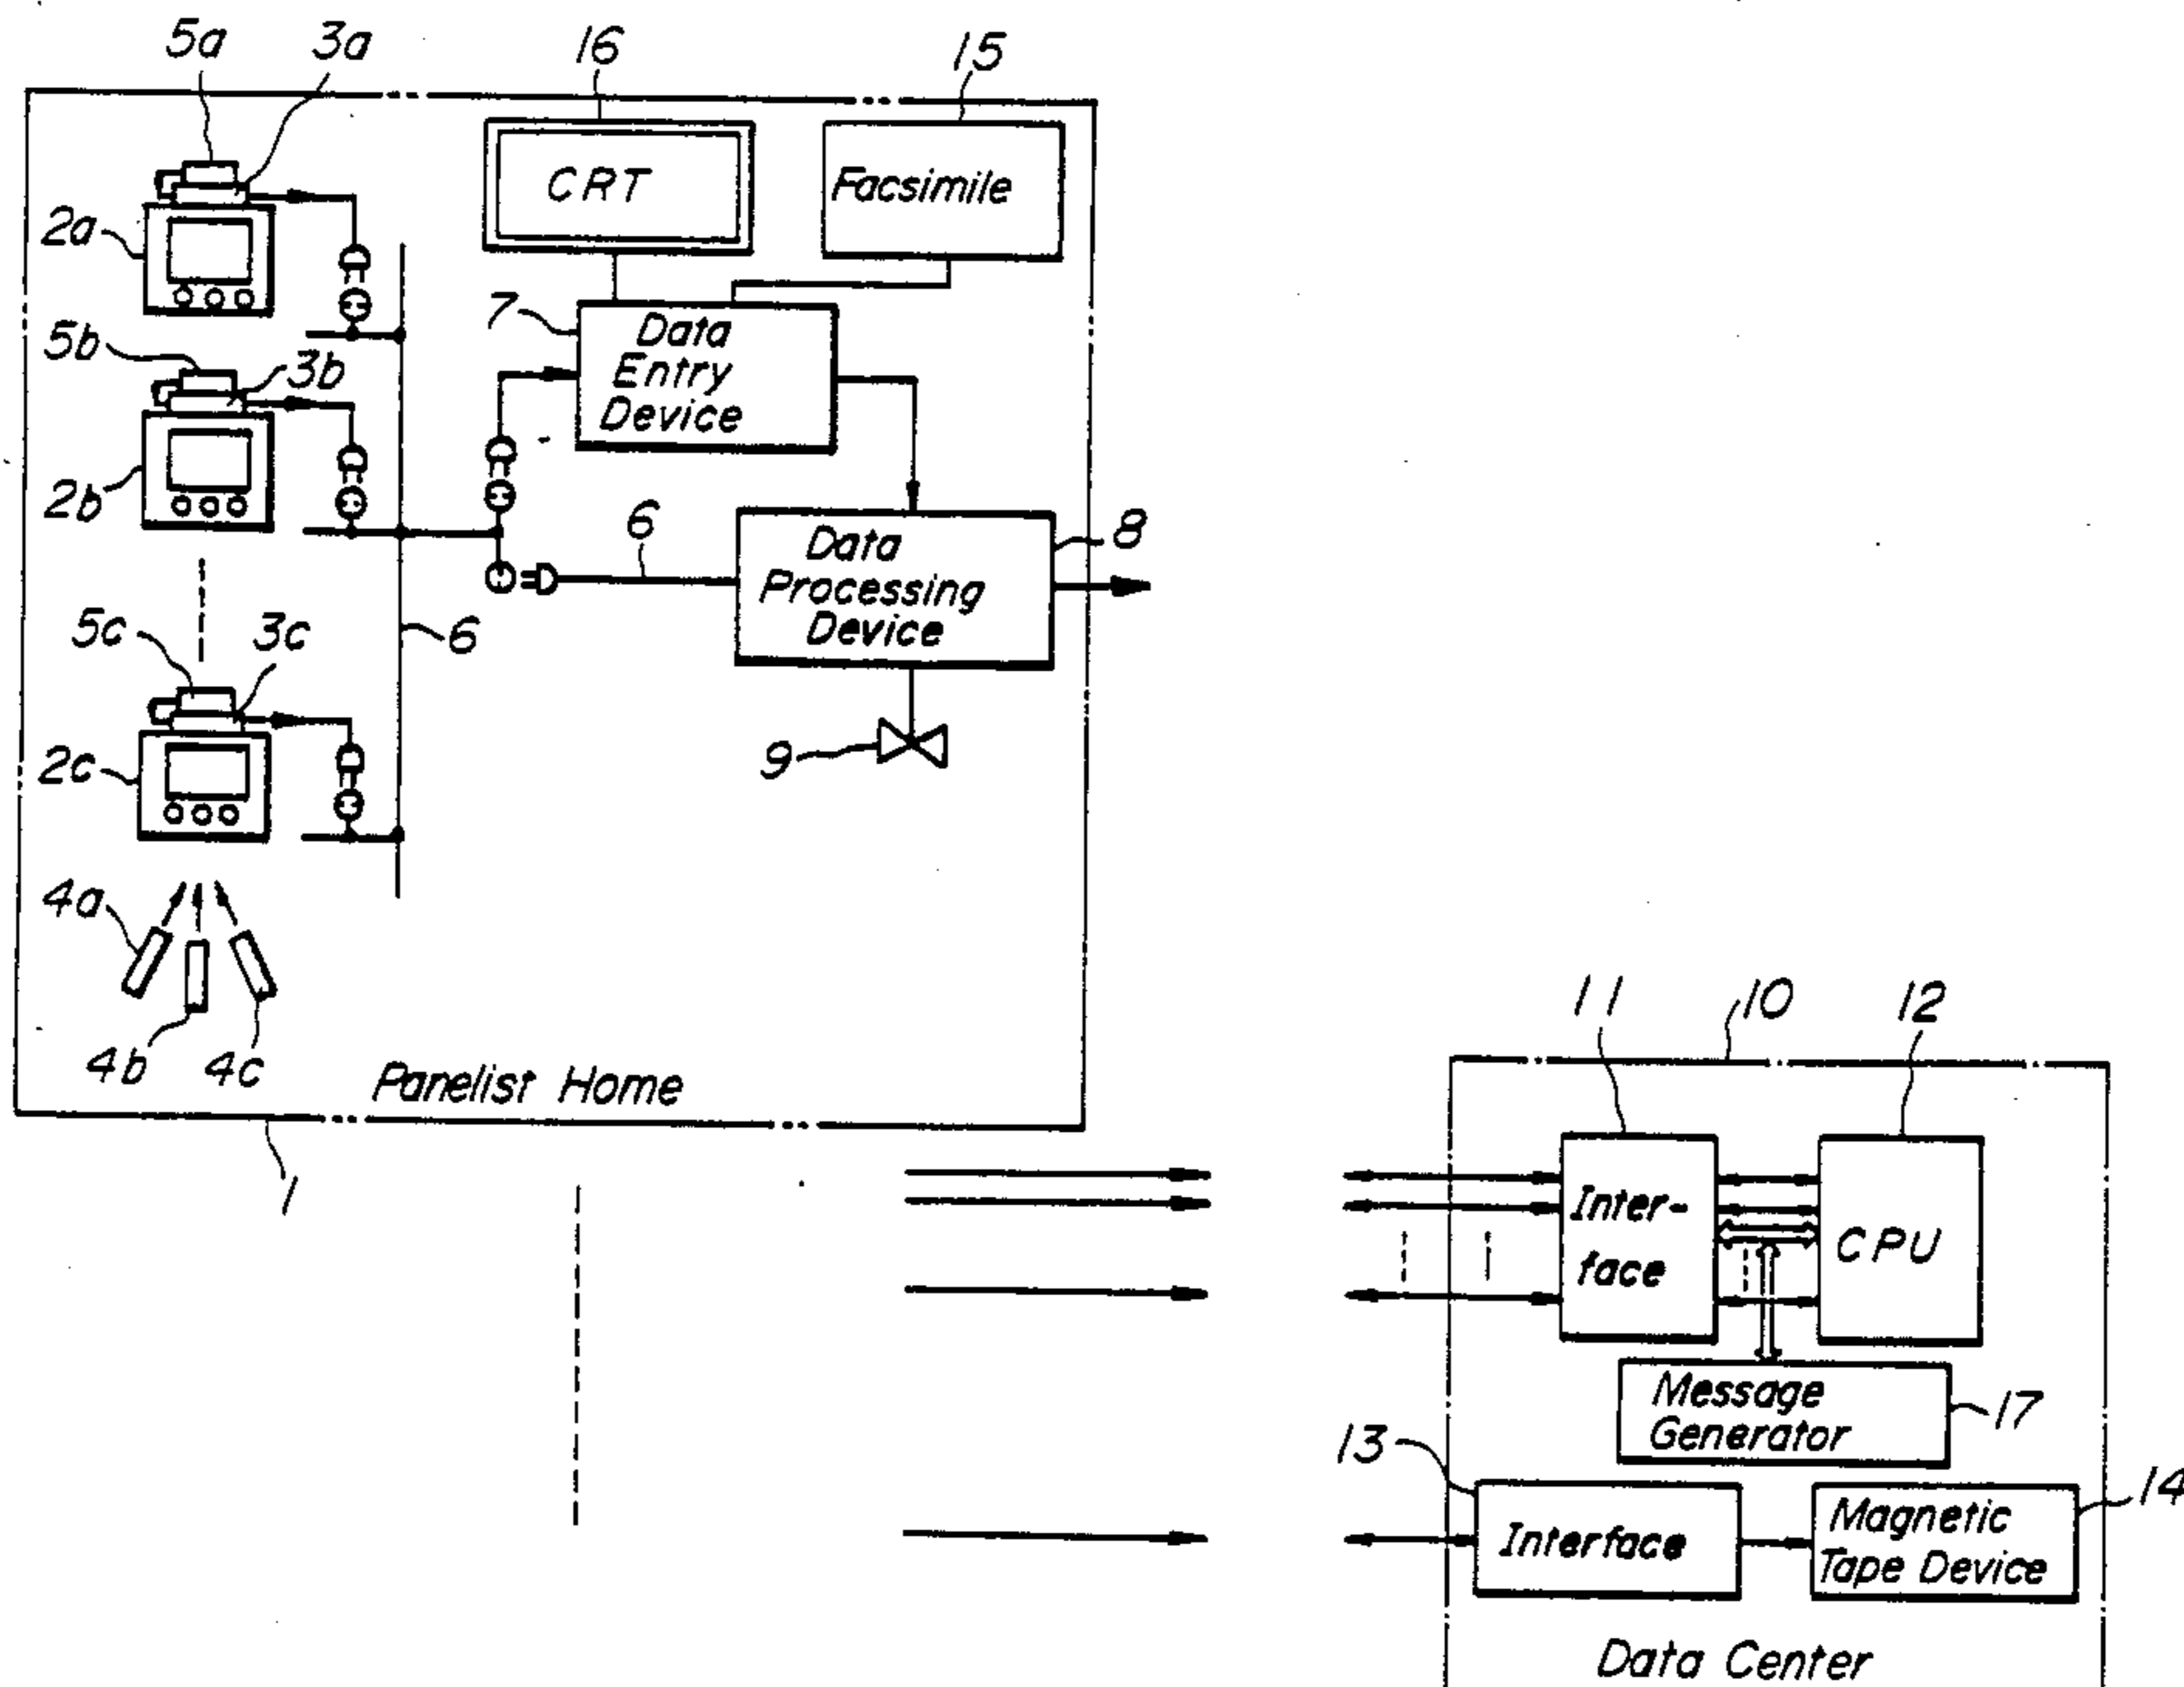 5a 3a 16 15
CRT
Facsimile
2a
7
Data
Entry
Device
5b
3b
2b
6
8
Data
Processing
Device
5c
3c
6
2c
9
4a
4b
4c
Panelist Home
1
11
10
12
Inter-
face
CPU
Message
Generator
17
13
14
Interface
Magnetic
Tape Device
Data Center